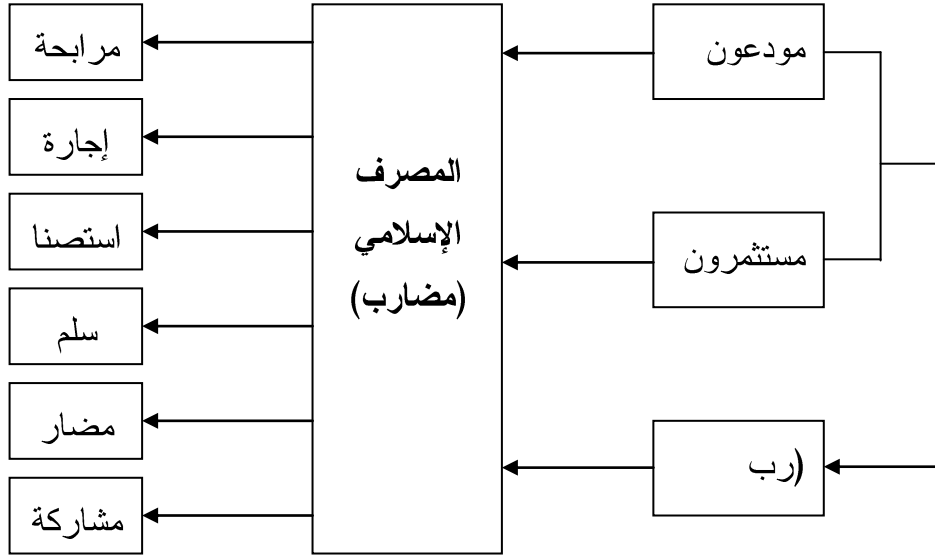 مودعون
مستثمرون
(رب
المصرف
الإسلامي
(مضارب)
مرابحة
إجارة
استصنا
سلم
مضار
مشاركة